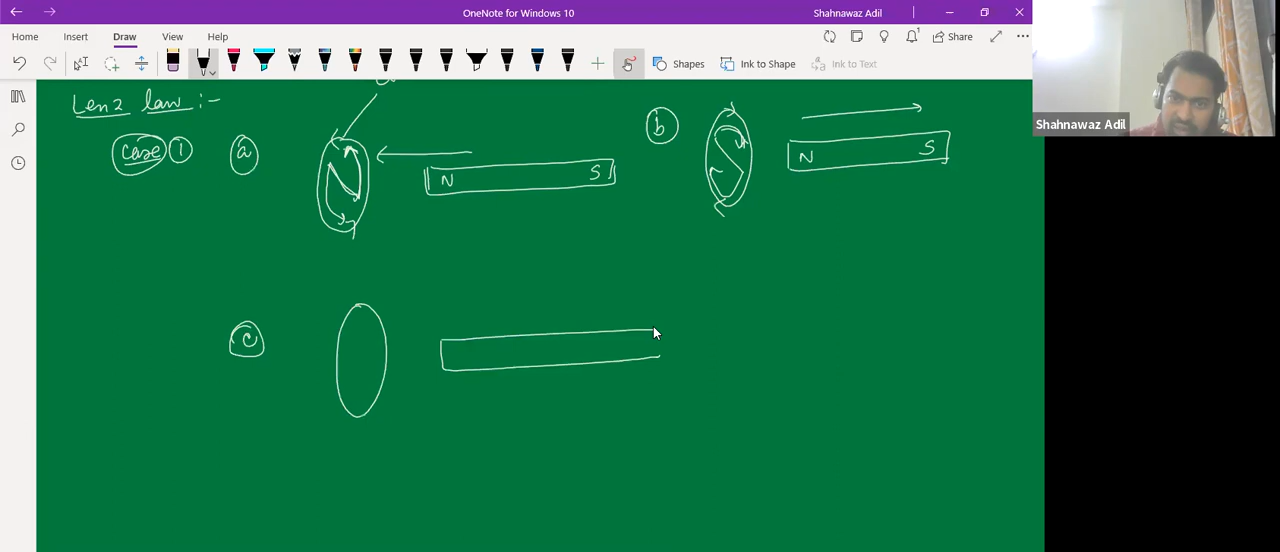 OneNote for Windows 10
Shahnawaz Adil
Home Insert Draw View Help
Share
Shapes
Ink to Shape
Ink to Text
Shahnawaz Adil
Lenz law :-
case 1 a
N S
b
N S
c